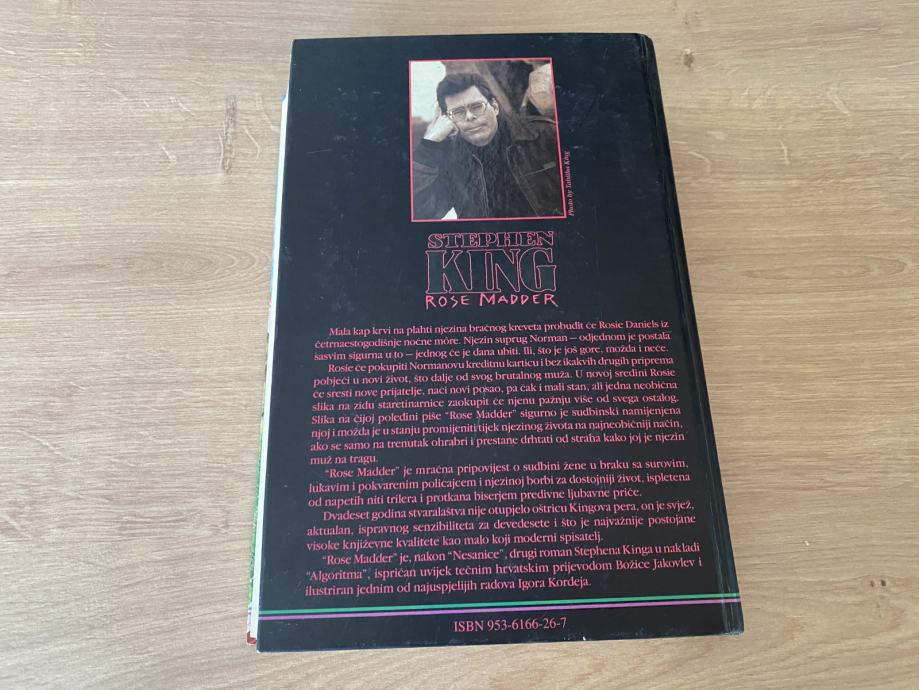 Photo by Tabitha King
STEPHEN
KING
ROSE MADDER
Mala kap krvi na plahti njezina bračnog kreveta probudit će Rosie Daniels iz
četrnaestogodišnje noćne môre. Njezin suprug Norman – odjednom je postala
sasvim sigurna u to – jednog će je dana ubiti. Ili, što je još gore, možda i neće.
Rosie će pokupiti Normanovu kreditnu karticu i bez ikakvih drugih priprema
pobjeći u novi život, što dalje od svog brutalnog muža. U novoj sredini Rosie
će sresti nove prijatelje, naći novi posao, pa čak i mali stan, ali jedna neobična
slika na zidu staretinarnice zaokupit će njenu pažnju više od svega ostalog.
Slika na čijoj poleđini piše “Rose Madder” sigurno je sudbinski namijenjena
njoj i možda je u stanju promijeniti tijek njezinog života na najneobičniji način,
ako se samo na trenutak ohrabri i prestane drhtati od straha kako joj je njezin
muž na tragu.
“Rose Madder” je mračna pripovijest o sudbini žene u braku sa surovim,
lukavim i pokvarenim policajcem i njezinoj borbi za dostojniji život, ispletena
od napetih niti trilera i protkana biserjem predivne ljubavne priče.
Dvadeset godina stvaralaštva nije otupjelo oštricu Kingova pera, on je svjež,
aktualan, ispravnog senzibiliteta za devedesete i što je najvažnije postojane
visoke književne kvalitete kao malo koji moderni spisatelj.
“Rose Madder” je, nakon “Nesanice”, drugi roman Stephena Kinga u nakladi
“Algoritma”, ispričan uvijek tečnim hrvatskim prijevodom Božice Jakovlev i
ilustriran jednim od najuspjelijih radova Igora Kordeja.
ISBN 953-6166-26-7